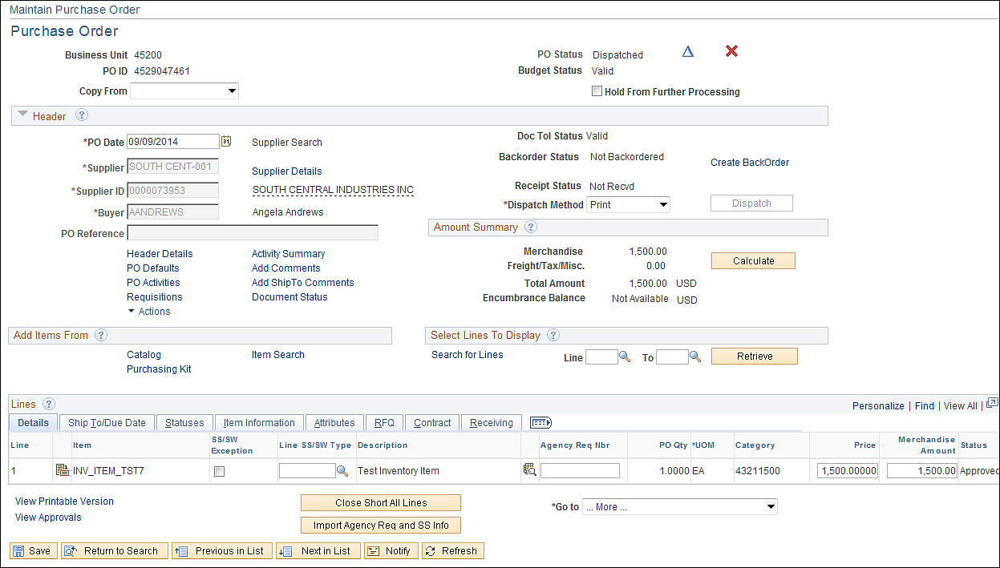 Maintain Purchase Order
Purchase Order
Business Unit 45200
PO Status Dispatched
PO ID 4529047461
Budget Status Valid
Copy From
Hold From Further Processing
Header ?
*PO Date 09/09/2014 31 Supplier Search
Doc Tol Status Valid
*Supplier SOUTH CENT-001 Supplier Details
Backorder Status Not Backordered Create BackOrder
*Supplier ID 0000073953 SOUTH CENTRAL INDUSTRIES INC
Receipt Status Not Recvd
*Dispatch Method Print Dispatch
*Buyer AANDREWS Angela Andrews
PO Reference
Amount Summary ?
Header Details Activity Summary
Merchandise 1,500.00
PO Defaults Add Comments
Freight/Tax/Misc. 0.00 Calculate
PO Activities Add ShipTo Comments
Total Amount 1,500.00 USD
Requisitions Document Status
Encumbrance Balance Not Available USD
Actions
Add Items From ?
Select Lines To Display ?
Catalog Item Search
Search for Lines Line To Retrieve
Purchasing Kit
Lines ?
Personalize | Find | View All |
Details Ship To/Due Date Statuses Item Information Attributes RFQ Contract Receiving
Line Item SS/SW Exception Line SS/SW Type Description Agency Req Nbr PO Qty *UOM Category Price Merchandise Amount Status
1 INV_ITEM_TST7 Test Inventory Item 1.0000 EA 43211500 1,500.00000 1,500.00 Approved
View Printable Version Close Short All Lines *Go to ... More ...
View Approvals Import Agency Req and SS Info
Save Return to Search Previous in List Next in List Notify Refresh